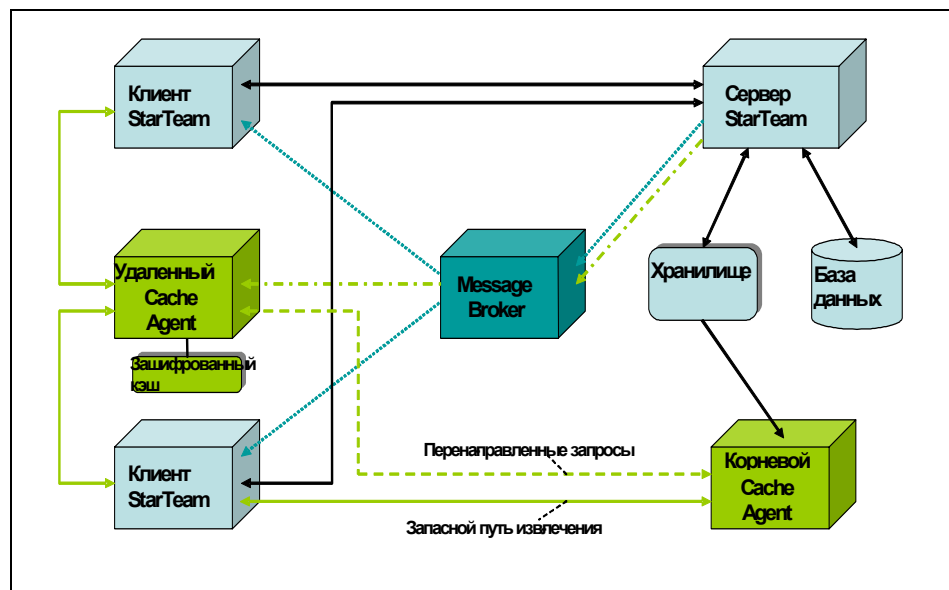 Клиент
StarTeam
Сервер
StarTeam
Удаленный
Cache
Agent
Message
Broker
Хранилище
База
данных
Зашифрованный
кэш
Клиент
StarTeam
Перенаправленные запросы
Корневой
Cache
Agent
Запасной путь извлечения